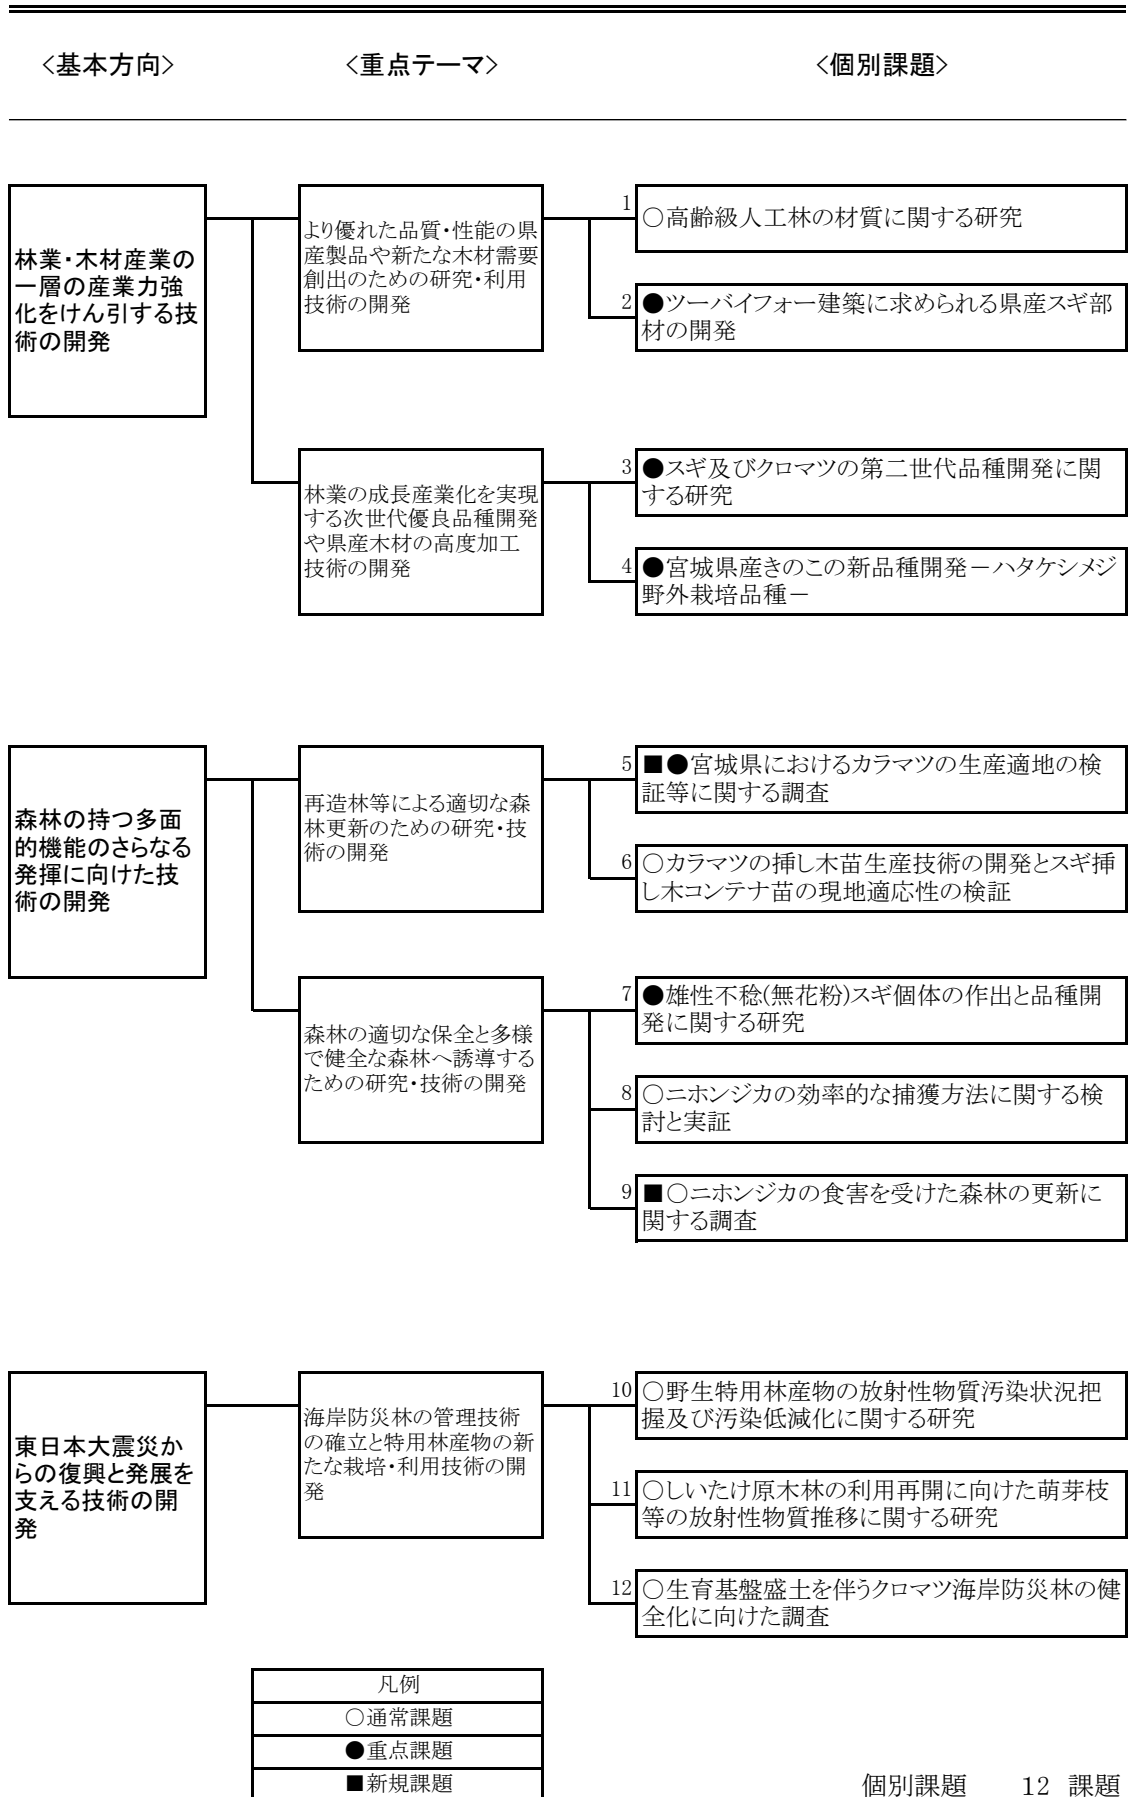 <基本方向>
<重点テーマ>
<個別課題>
林業・木材産業の
一層の産業力強
化をけん引する技
術の開発
より優れた品質・性能の県
産製品や新たな木材需要
創出のための研究・利用
技術の開発
1
○高齢級人工林の材質に関する研究
2
●ツーバイフォー建築に求められる県産スギ部
材の開発
林業の成長産業化を実現
する次世代優良品種開発
や県産木材の高度加工
技術の開発
3
●スギ及びクロマツの第二世代品種開発に関
する研究
4
●宮城県産きのこの新品種開発-ハタケシメジ
野外栽培品種-
森林の持つ多面
的機能のさらなる
発揮に向けた技
術の開発
再造林等による適切な森
林更新のための研究・技
術の開発
5
■●宮城県におけるカラマツの生産適地の検
証等に関する調査
6
○カラマツの挿し木苗生産技術の開発とスギ挿
し木コンテナ苗の現地適応性の検証
森林の適切な保全と多様
で健全な森林へ誘導する
ための研究・技術の開発
7
●雄性不稔(無花粉)スギ個体の作出と品種開
発に関する研究
8
○ニホンジカの効率的な捕獲方法に関する検
討と実証
9
■○ニホンジカの食害を受けた森林の更新に
関する調査
東日本大震災か
らの復興と発展を
支える技術の開
発
海岸防災林の管理技術
の確立と特用林産物の新
たな栽培・利用技術の開
発
10
○野生特用林産物の放射性物質汚染状況把
握及び汚染低減化に関する研究
11
○しいたけ原木林の利用再開に向けた萌芽枝
等の放射性物質推移に関する研究
12
○生育基盤盛土を伴うクロマツ海岸防災林の健
全化に向けた調査
凡例
○通常課題
●重点課題
■新規課題
個別課題 12 課題